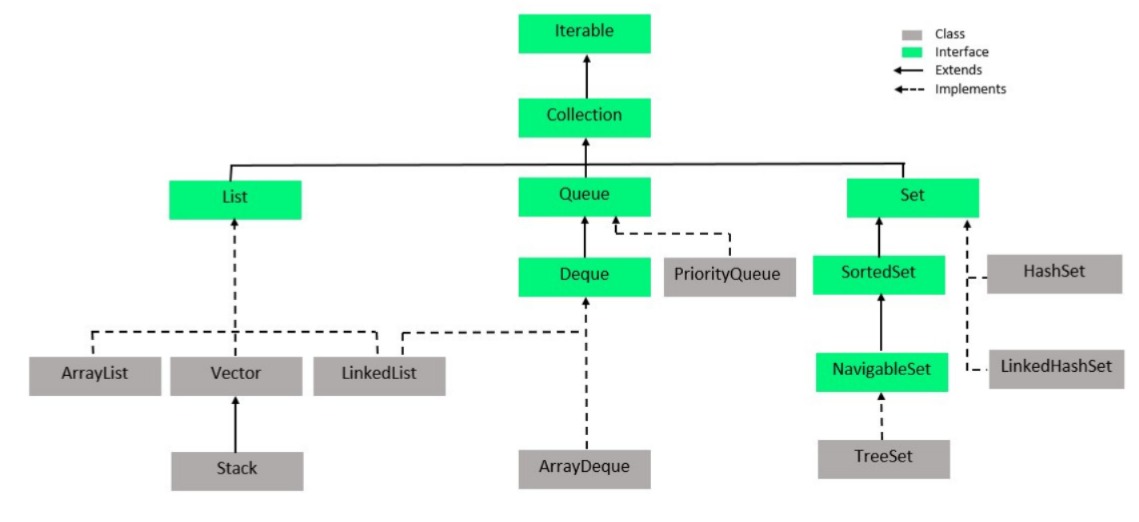 Iterable
Class
Interface
Extends
Implements
Collection
List
Queue
Set
Deque
PriorityQueue
SortedSet
HashSet
ArrayList
Vector
LinkedList
NavigableSet
LinkedHashSet
Stack
ArrayDeque
TreeSet